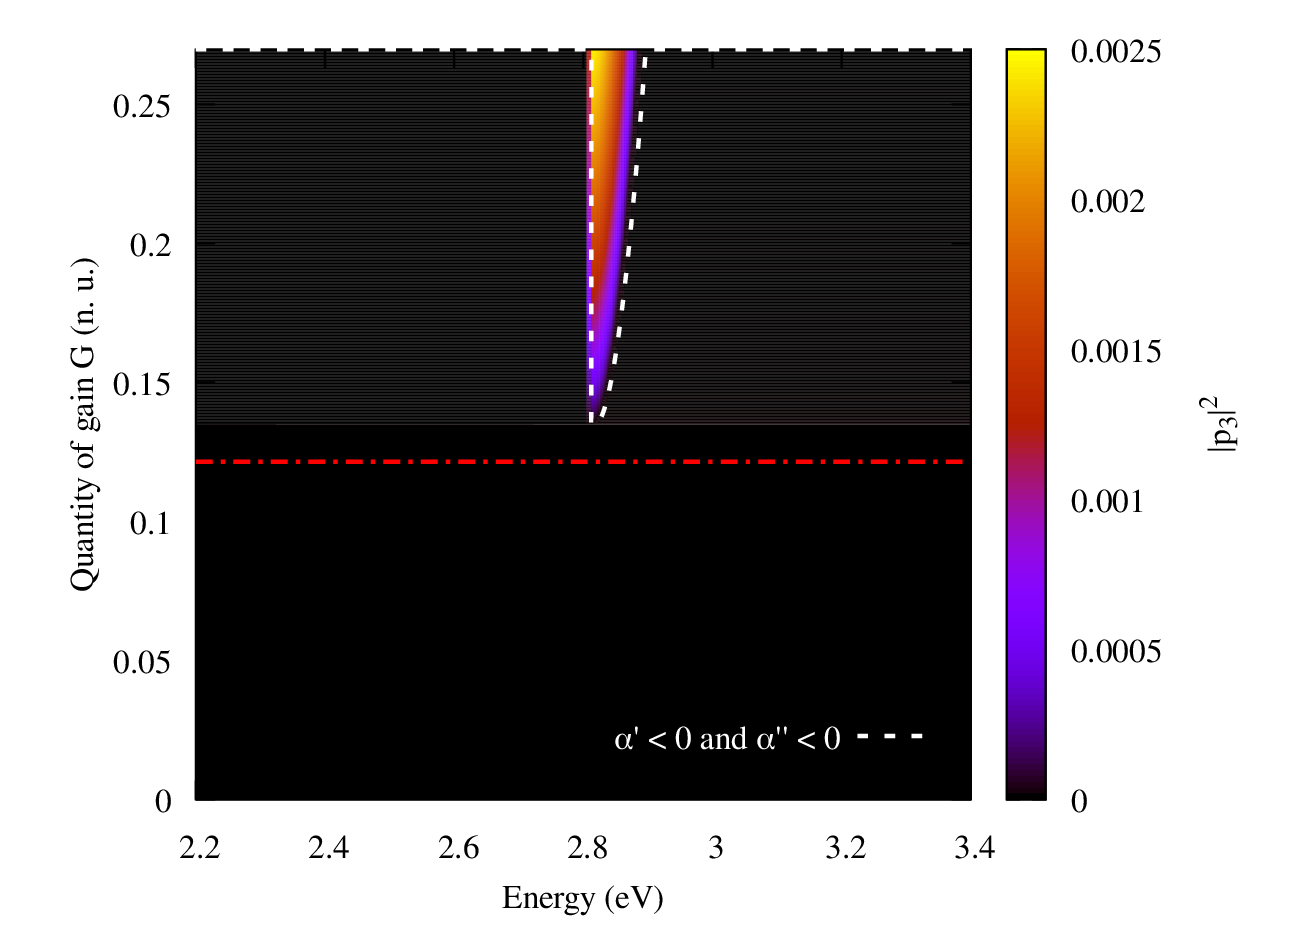 0.25
0.2
0.15
0.1
0.05
0
Quantity of gain G (n. u.)
2.2 2.4 2.6 2.8 3 3.2 3.4
Energy (eV)
α' < 0 and α'' < 0
0.0025
0.002
0.0015
0.001
0.0005
0
|p₃|²